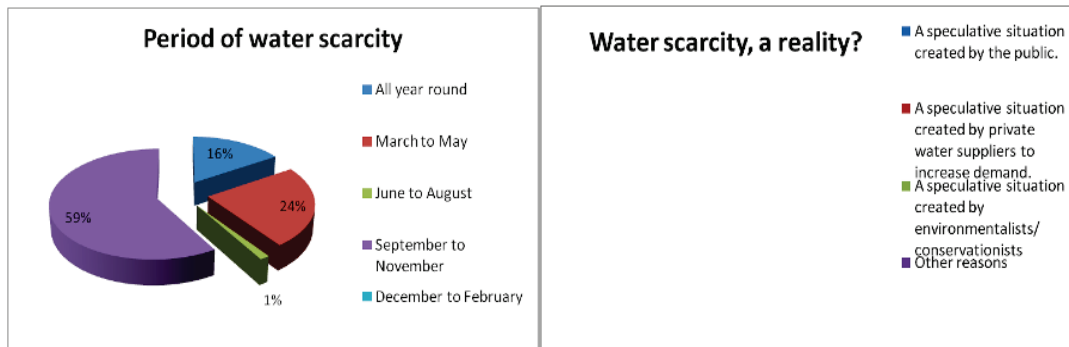 Period of water scarcity
16%
24%
59%
1%
All year round
March to May
June to August
September to
November
December to February
Water scarcity, a reality?
A speculative situation
created by the public.
A speculative situation
created by private
water suppliers to
increase demand.
A speculative situation
created by
environmentalists/
conservationists
Other reasons